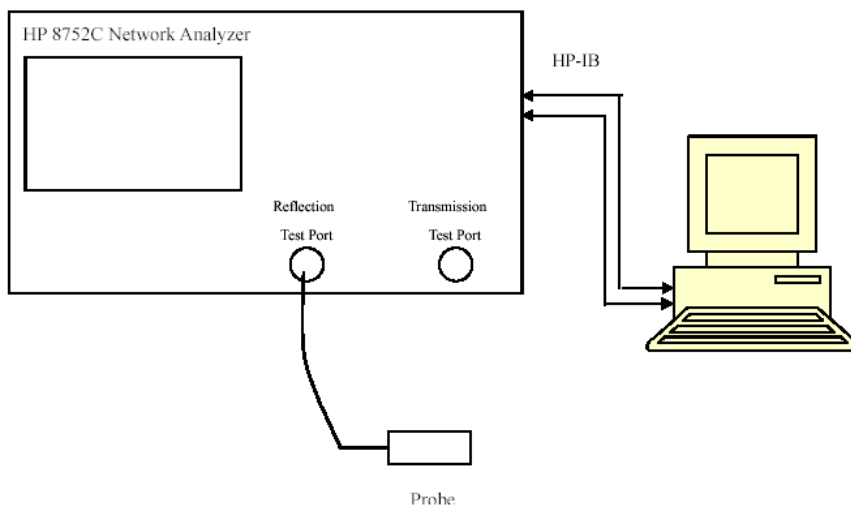 HP 8752C Network Analyzer
HP-IB
Reflection
Test Port
Transmission
Test Port
Probe